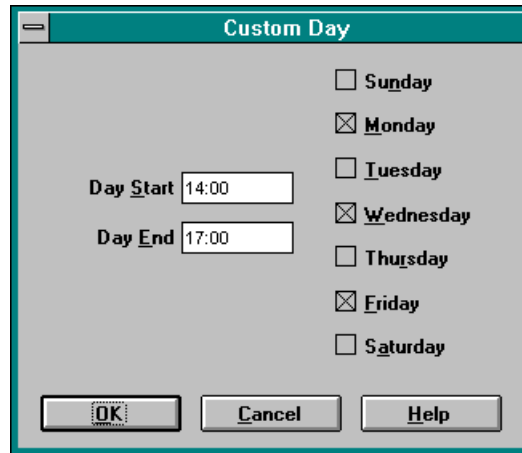 Custom Day
Sunday
Monday
Tuesday
Day Start 14:00
Wednesday
Day End 17:00
Thursday
Friday
Saturday
OK Cancel Help